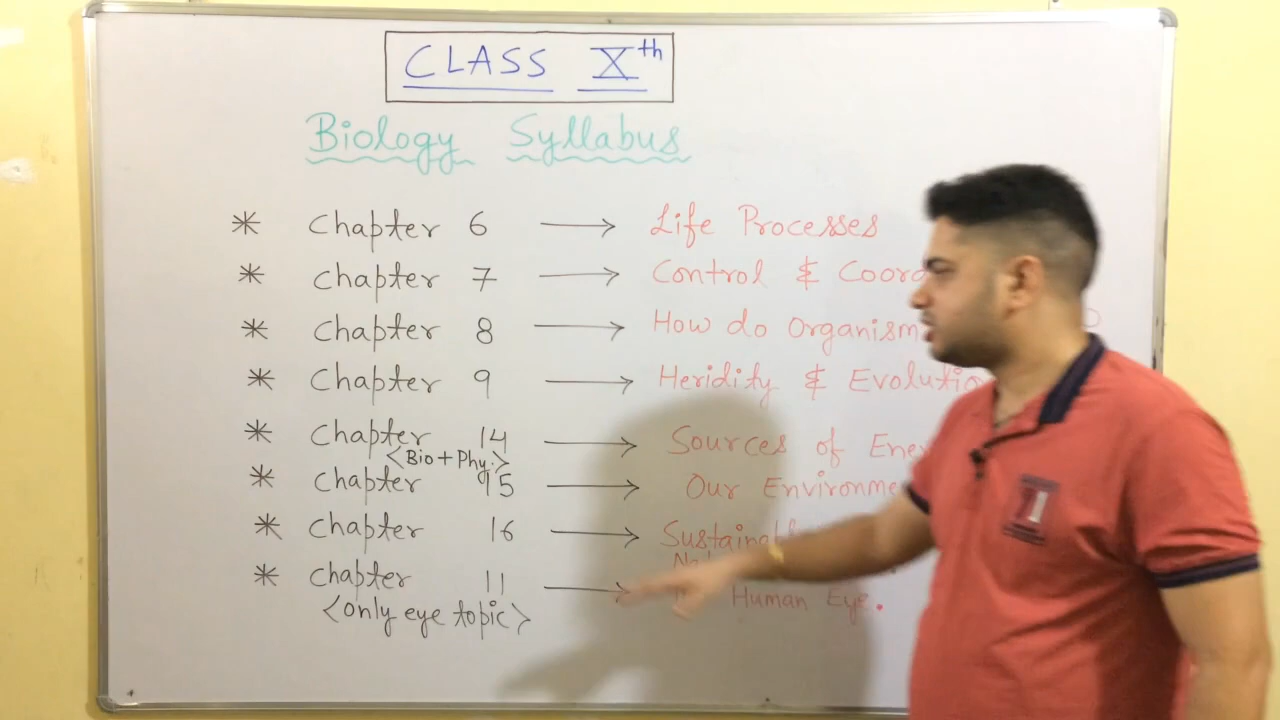 CLASS Xth
Biology Syllabus
* Chapter 6 → Life Processes
* Chapter 7 → Control & Coord
* Chapter 8 → How do Organism
* Chapter 9 → Heridity & Evolutio
* Chapter 14 → Sources of Ene
<Bio + Phy.>
* Chapter 15 → Our Environme
* Chapter 16 → Sustainab
* Chapter 11 → Human Eye.
<only eye topic>